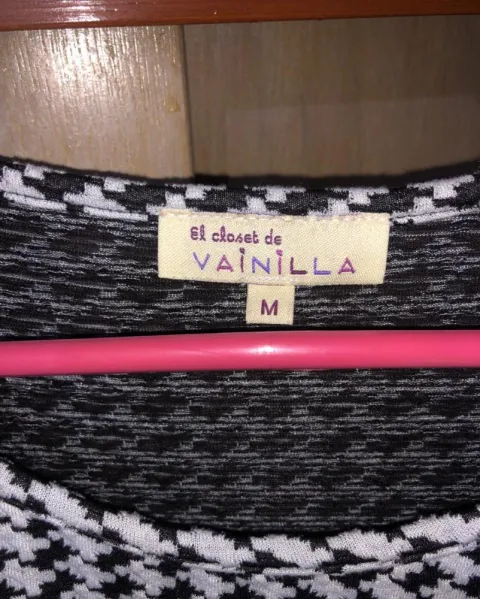 El closet de
VAiNiLLA
M